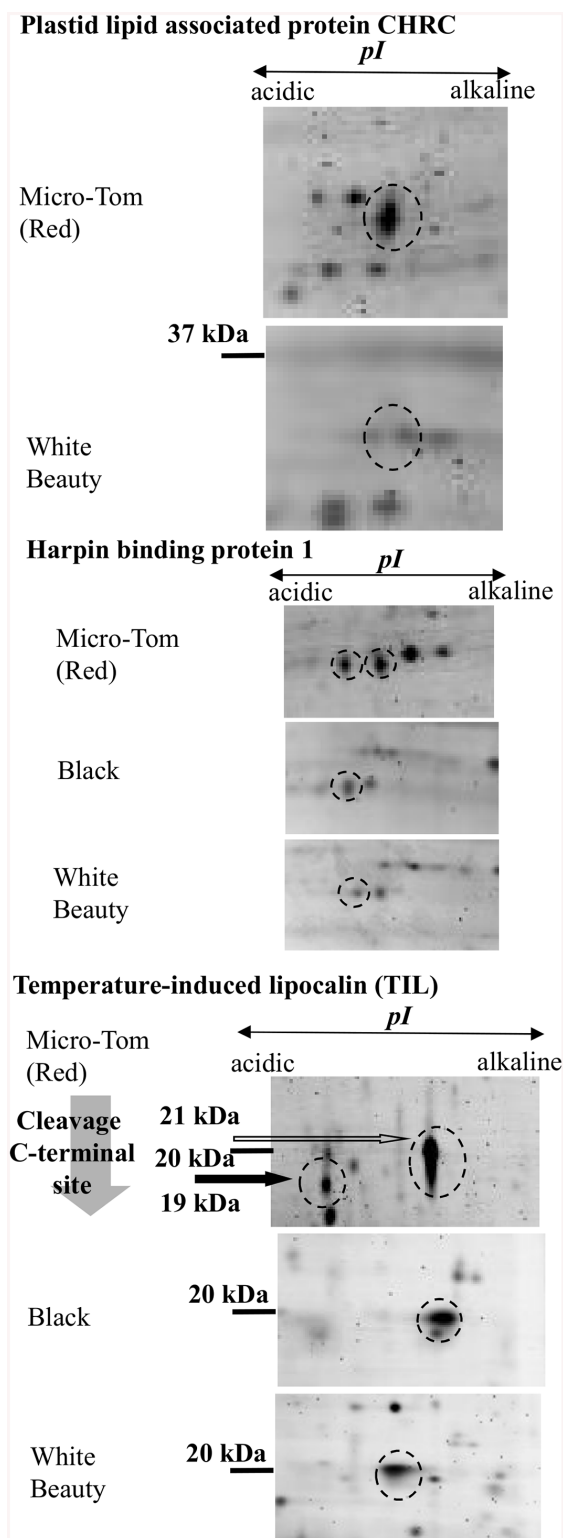 Plastid lipid associated protein CHRC
pI
acidic alkaline
Micro-Tom
(Red)
37 kDa
White
Beauty
Harpin binding protein 1
pI
acidic alkaline
Micro-Tom
(Red)
Black
White
Beauty
Temperature-induced lipocalin (TIL)
pI
Micro-Tom
(Red)
acidic alkaline
Cleavage
C-terminal
site
21 kDa
20 kDa
19 kDa
Black
20 kDa
White
Beauty
20 kDa